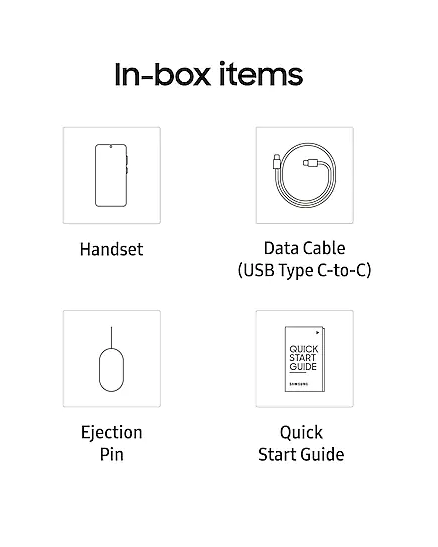 In-box items
Handset
Data Cable
(USB Type C-to-C)
QUICK
START
GUIDE
SAMSUNG
Ejection
Pin
Quick
Start Guide